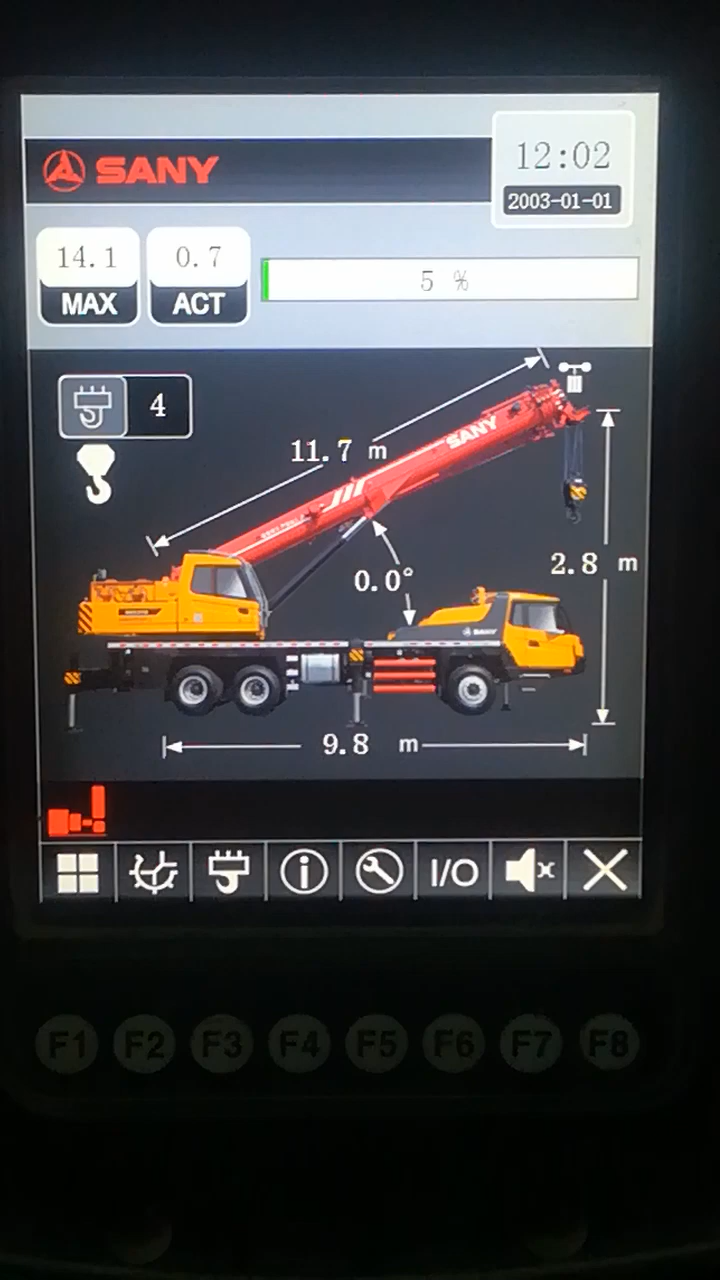 SANY
12:02
2003-01-01
14.1
MAX
0.7
ACT
5 %
4
11.7 m
SANY
0.0°
2.8 m
SANY
9.8 m
I/O
F1 F2 F3 F4 F5 F6 F7 F8